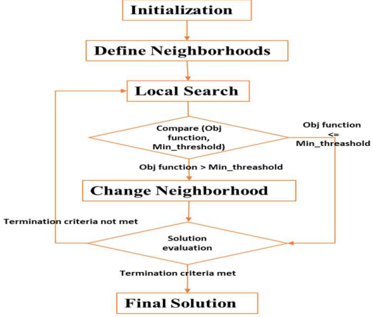 Initialization
Define Neighborhoods
Local Search
Compare (Obj
function,
Min_threshold)
Obj function
<=
Min_threashold
Obj function > Min_threashold
Change Neighborhood
Termination criteria not met
Solution
evaluation
Termination criteria met
Final Solution